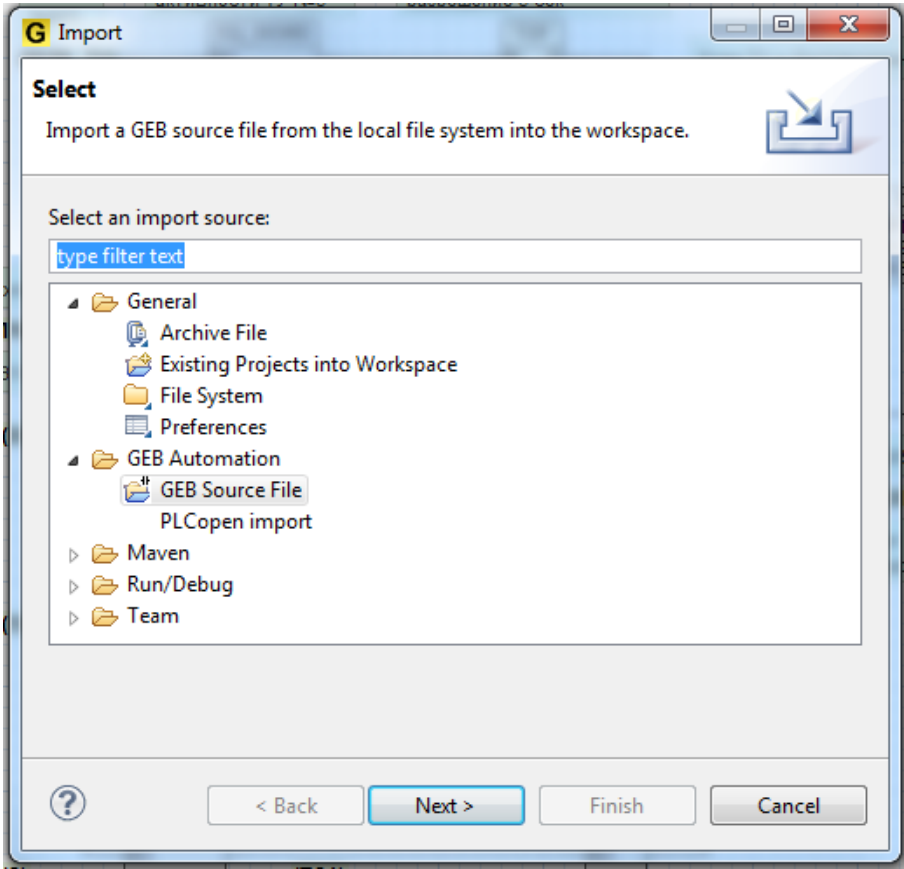 G Import
Select
Import a GEB source file from the local file system into the workspace.
Select an import source:
type filter text
General
Archive File
Existing Projects into Workspace
File System
Preferences
GEB Automation
GEB Source File
PLCopen import
Maven
Run/Debug
Team
?
< Back
Next >
Finish
Cancel